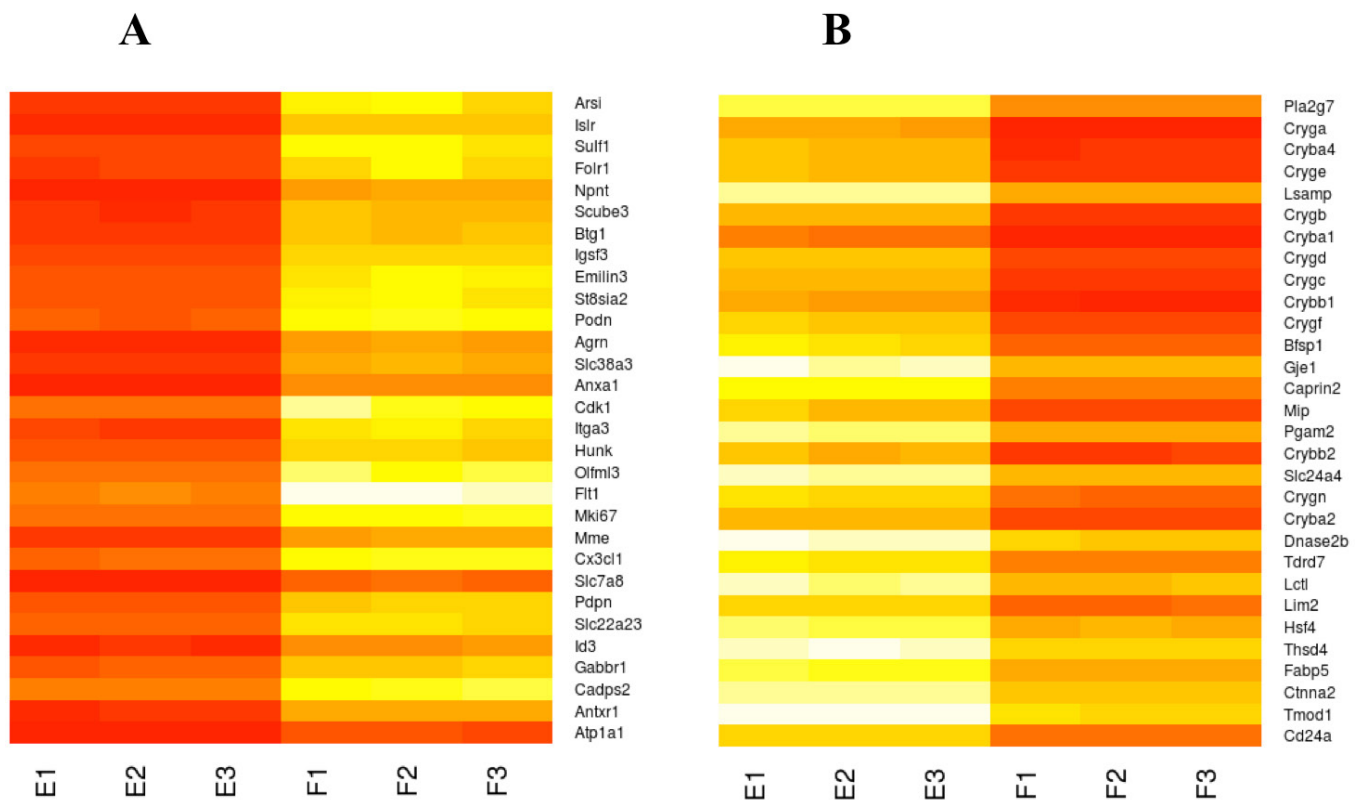 A
B
Arsi
Islr
Sulf1
Folr1
Npnt
Scube3
Btg1
Igsf3
Emilin3
St8sia2
Podn
Agrn
Slc38a3
Anxa1
Cdk1
Itga3
Hunk
Olfml3
Flt1
Mki67
Mme
Cx3cl1
Slc7a8
Pdpn
Slc22a23
Id3
Gabbr1
Cadps2
Antxr1
Atp1a1
E1 E2 E3 F1 F2 F3
Pla2g7
Cryga
Cryba4
Cryge
Lsamp
Crygb
Cryba1
Crygd
Crygc
Crybb1
Crygf
Bfsp1
Gje1
Caprin2
Mip
Pgam2
Crybb2
Slc24a4
Crygn
Cryba2
Dnase2b
Tdrd7
Lctl
Lim2
Hsf4
Thsd4
Fabp5
Ctnna2
Tmod1
Cd24a
E1 E2 E3 F1 F2 F3